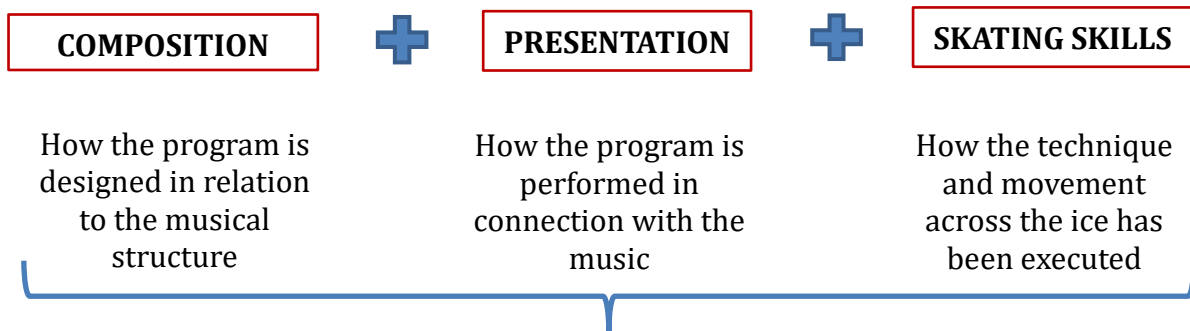 COMPOSITION
PRESENTATION
SKATING SKILLS
How the program is
designed in relation
to the musical
structure
How the program is
performed in
connection with the
music
How the technique
and movement
across the ice has
been executed